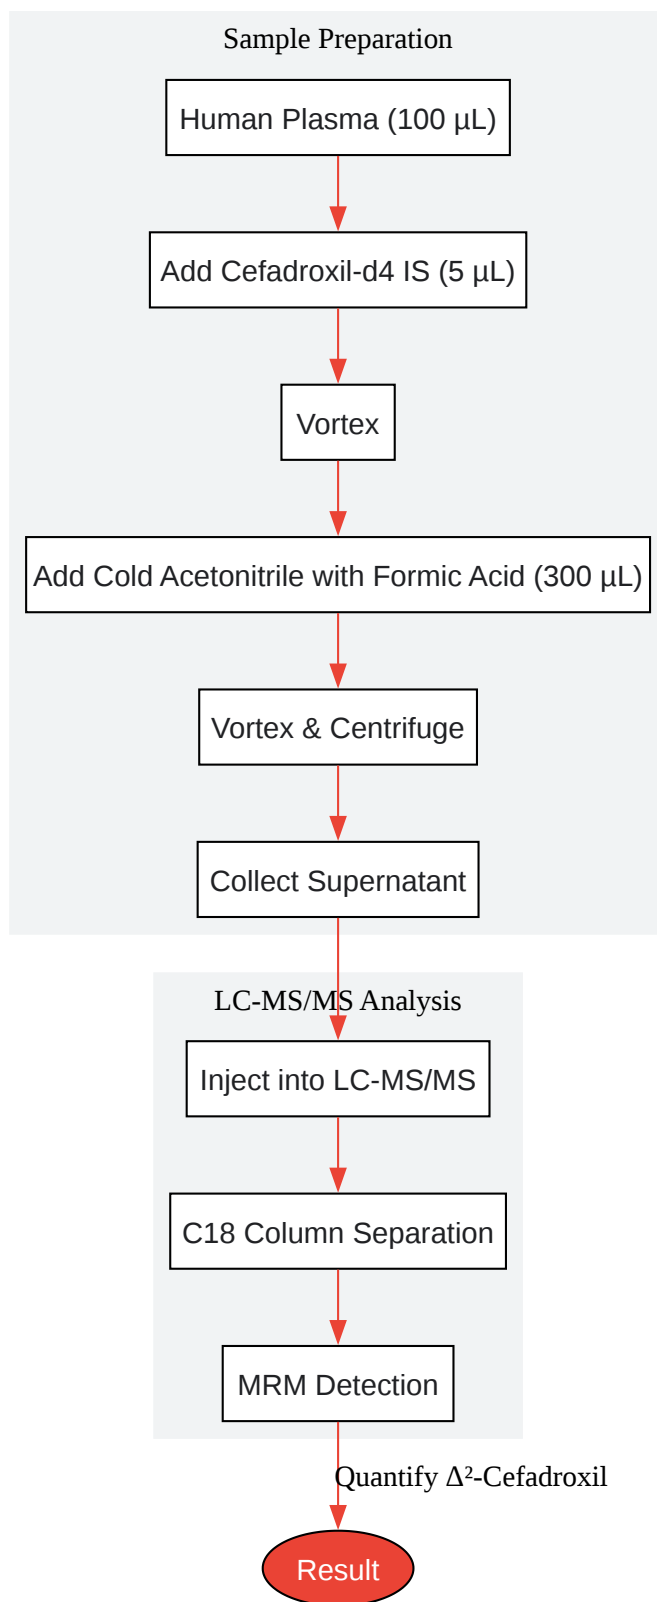 Sample Preparation
Human Plasma (100 µL)
Add Cefadroxil-d4 IS (5 µL)
Vortex
Add Cold Acetonitrile with Formic Acid (300 µL)
Vortex & Centrifuge
Collect Supernatant
LC-MS/MS Analysis
Inject into LC-MS/MS
C18 Column Separation
MRM Detection
Quantify Δ²-Cefadroxil
Result